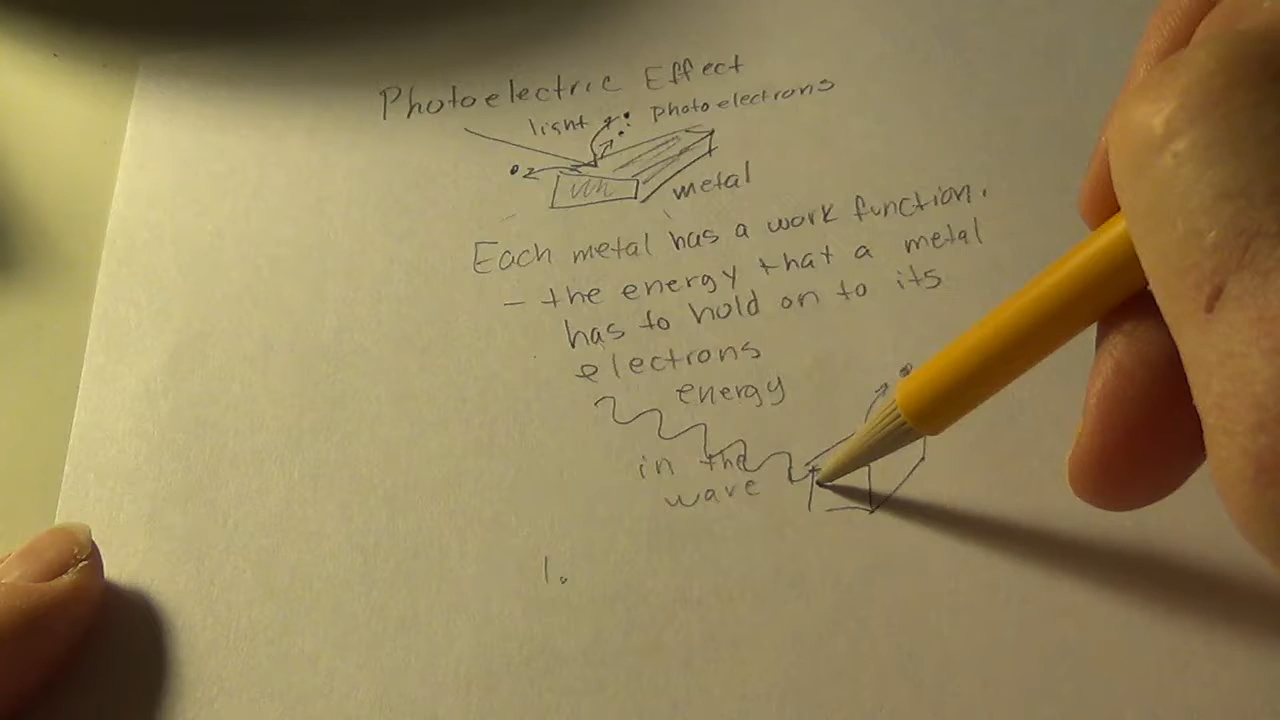 Photoelectric Effect
light photoelectrons
metal
Each metal has a work function.
- the energy that a metal
has to hold on to its
electrons
energy
in the
wave
1.